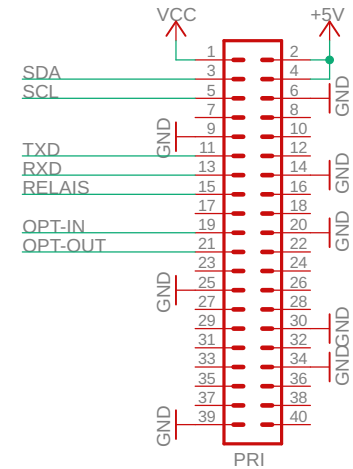 VCC +5V
1 2
SDA 3 4
SCL 5 6 GND
7 8
GND 9 10
TXD 11 12
RXD 13 14 GND
RELAIS 15 16
17 18
OPT-IN 19 20 GND
OPT-OUT 21 22
23 24
GND 25 26
27 28
29 30 GND
31 32
33 34 GND
35 36
37 38
GND 39 40
PRI